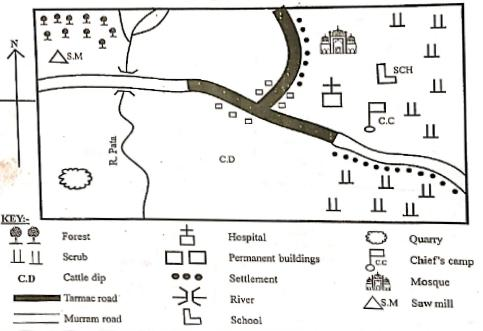 N
S.M
SCH
C.C
R. Pata
C.D
KEY:-
Forest
Scrub
C.D Cattle dip
Tarmac road
Murram road
Hospital
Permanent buildings
Settlement
River
School
Quarry
C.C Chief's camp
Mosque
S.M Saw mill